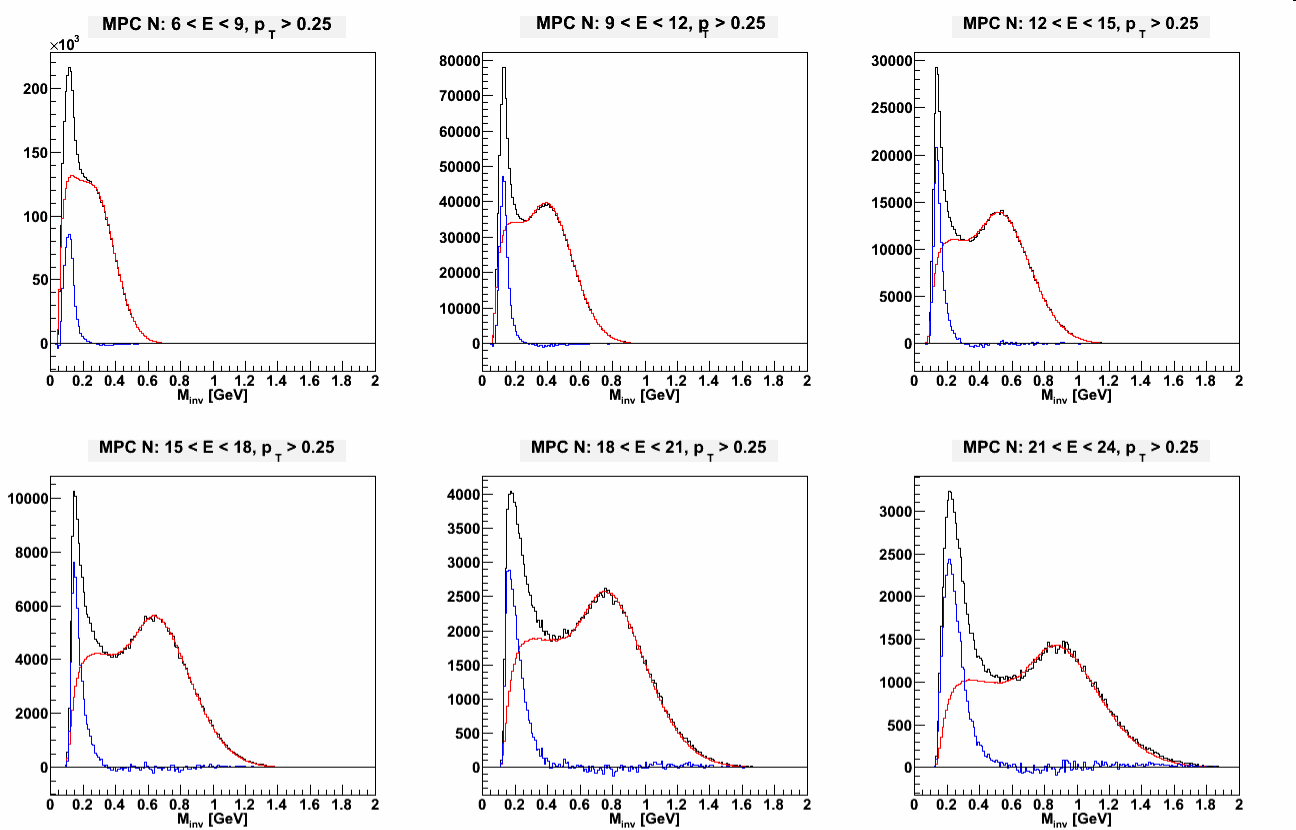 MPC N: 6 < E < 9, p T > 0.25
×10³
200
150
100
50
0
0 0.2 0.4 0.6 0.8 1 1.2 1.4 1.6 1.8 2
M inv [GeV]
MPC N: 9 < E < 12, p T > 0.25
80000
70000
60000
50000
40000
30000
20000
10000
0
0 0.2 0.4 0.6 0.8 1 1.2 1.4 1.6 1.8 2
M inv [GeV]
MPC N: 12 < E < 15, p T > 0.25
30000
25000
20000
15000
10000
5000
0
0 0.2 0.4 0.6 0.8 1 1.2 1.4 1.6 1.8 2
M inv [GeV]
MPC N: 15 < E < 18, p T > 0.25
10000
8000
6000
4000
2000
0
0 0.2 0.4 0.6 0.8 1 1.2 1.4 1.6 1.8 2
M inv [GeV]
MPC N: 18 < E < 21, p T > 0.25
4000
3500
3000
2500
2000
1500
1000
500
0
0 0.2 0.4 0.6 0.8 1 1.2 1.4 1.6 1.8 2
M inv [GeV]
MPC N: 21 < E < 24, p T > 0.25
3000
2500
2000
1500
1000
500
0
0 0.2 0.4 0.6 0.8 1 1.2 1.4 1.6 1.8 2
M inv [GeV]